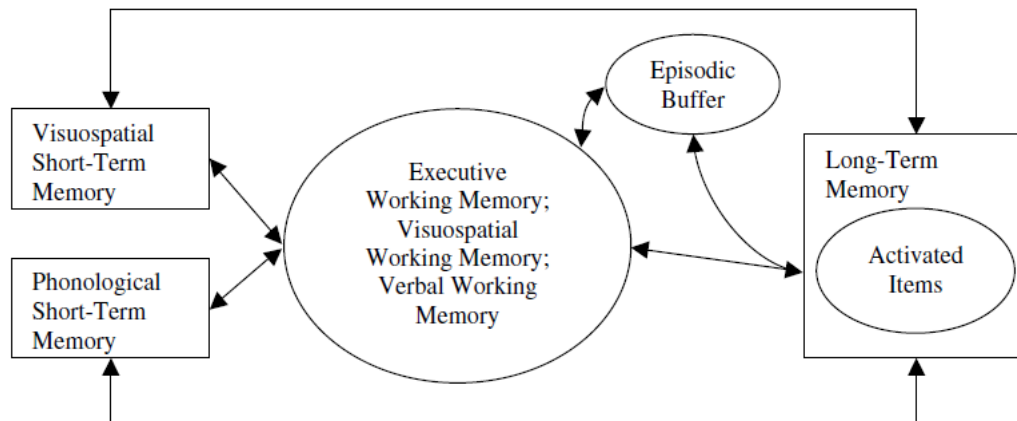 Episodic
Buffer
Visuospatial
Short-Term
Memory
Executive
Working Memory;
Visuospatial
Working Memory;
Verbal Working
Memory
Long-Term
Memory
Activated
Items
Phonological
Short-Term
Memory